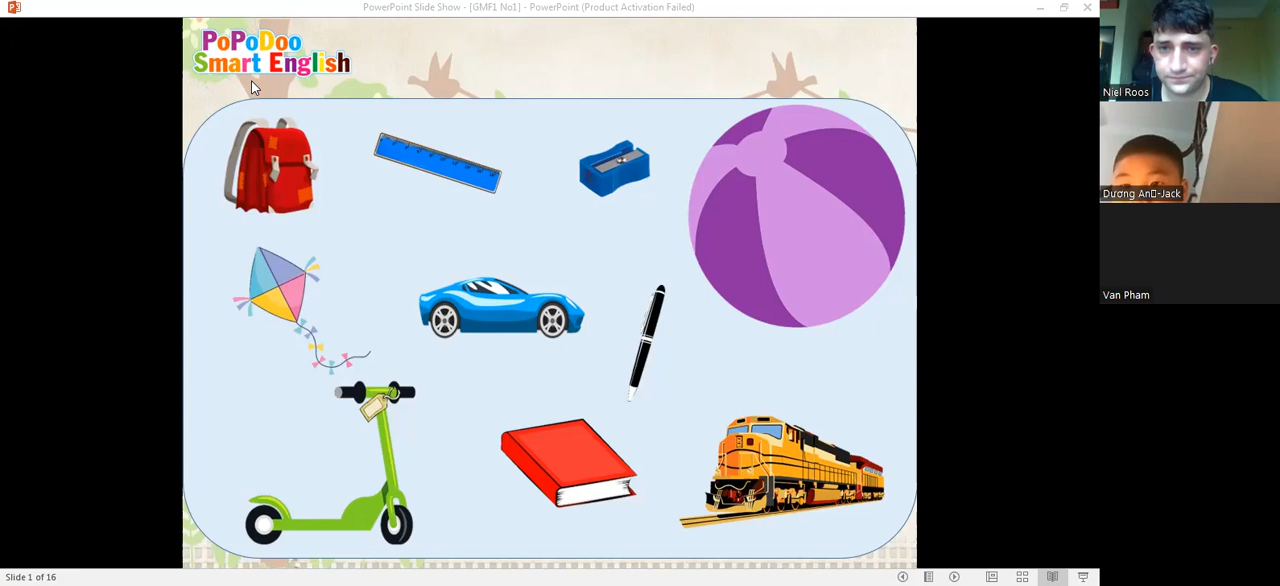 PowerPoint Slide Show - [GMF1 No1] - PowerPoint (Product Activation Failed)
PoPoDoo
Smart English
Niel Roos
Dương An-Jack
Van Pham
Slide 1 of 16